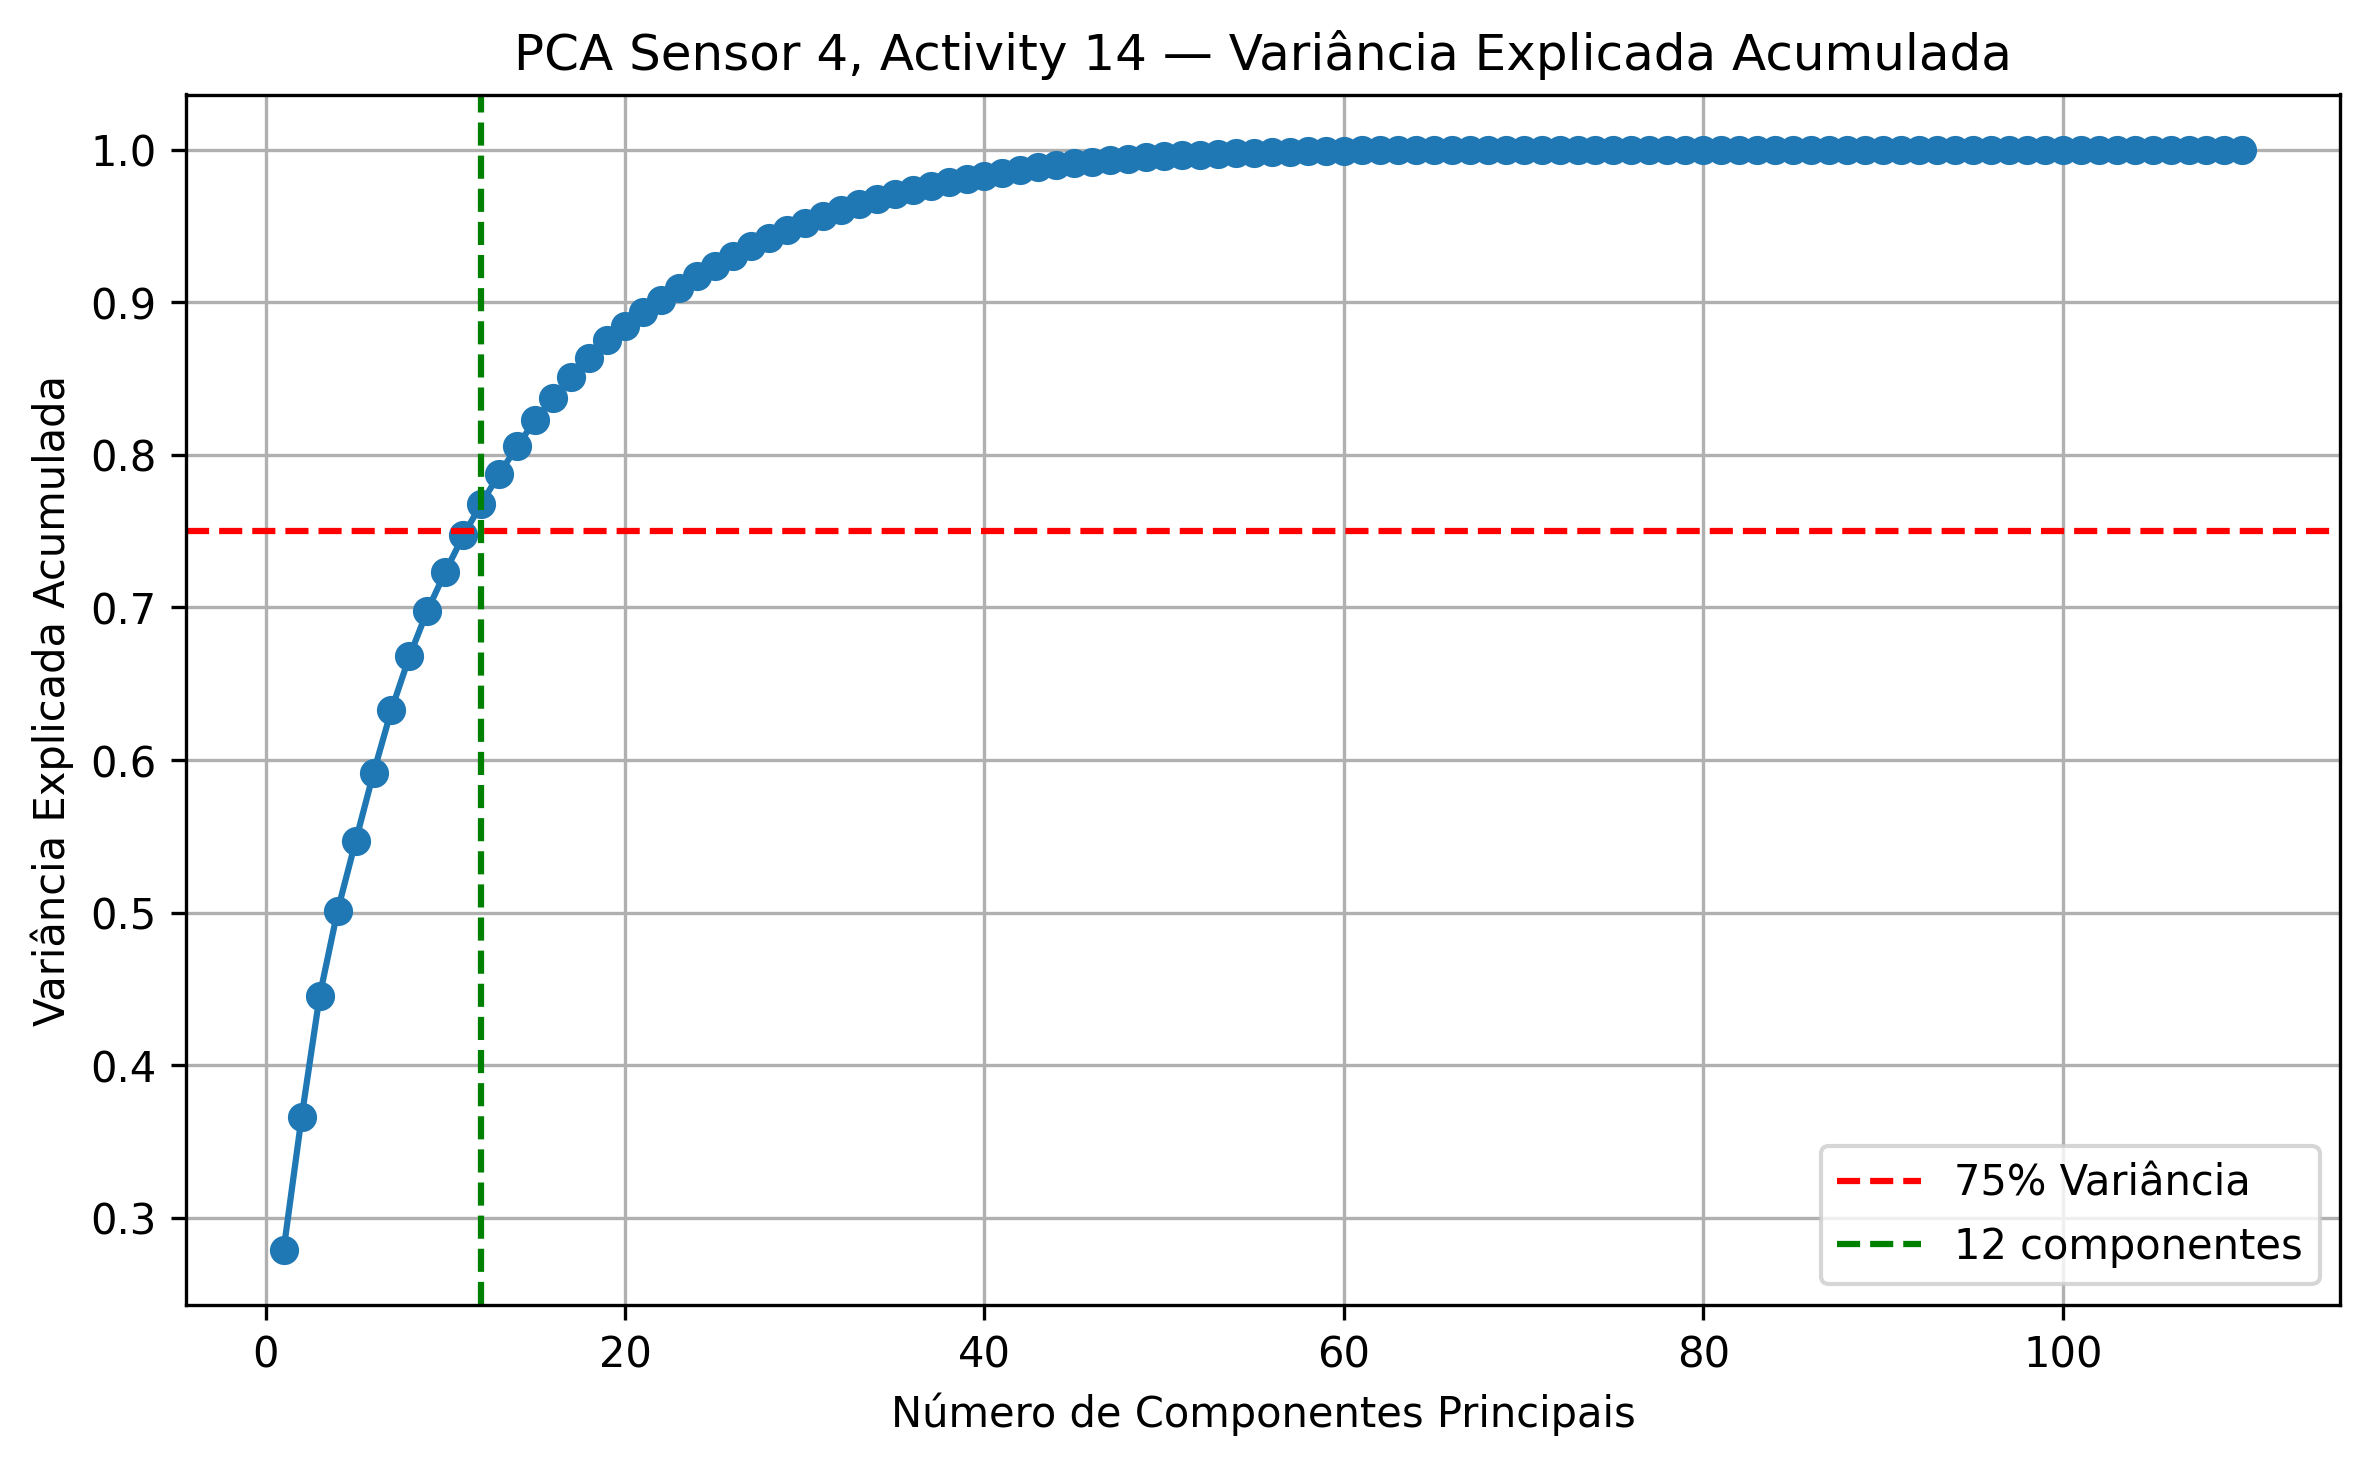 PCA Sensor 4, Activity 14 — Variância Explicada Acumulada
Variância Explicada Acumulada
1.0
0.9
0.8
0.7
0.6
0.5
0.4
0.3
75% Variância
12 componentes
0 20 40 60 80 100
Número de Componentes Principais